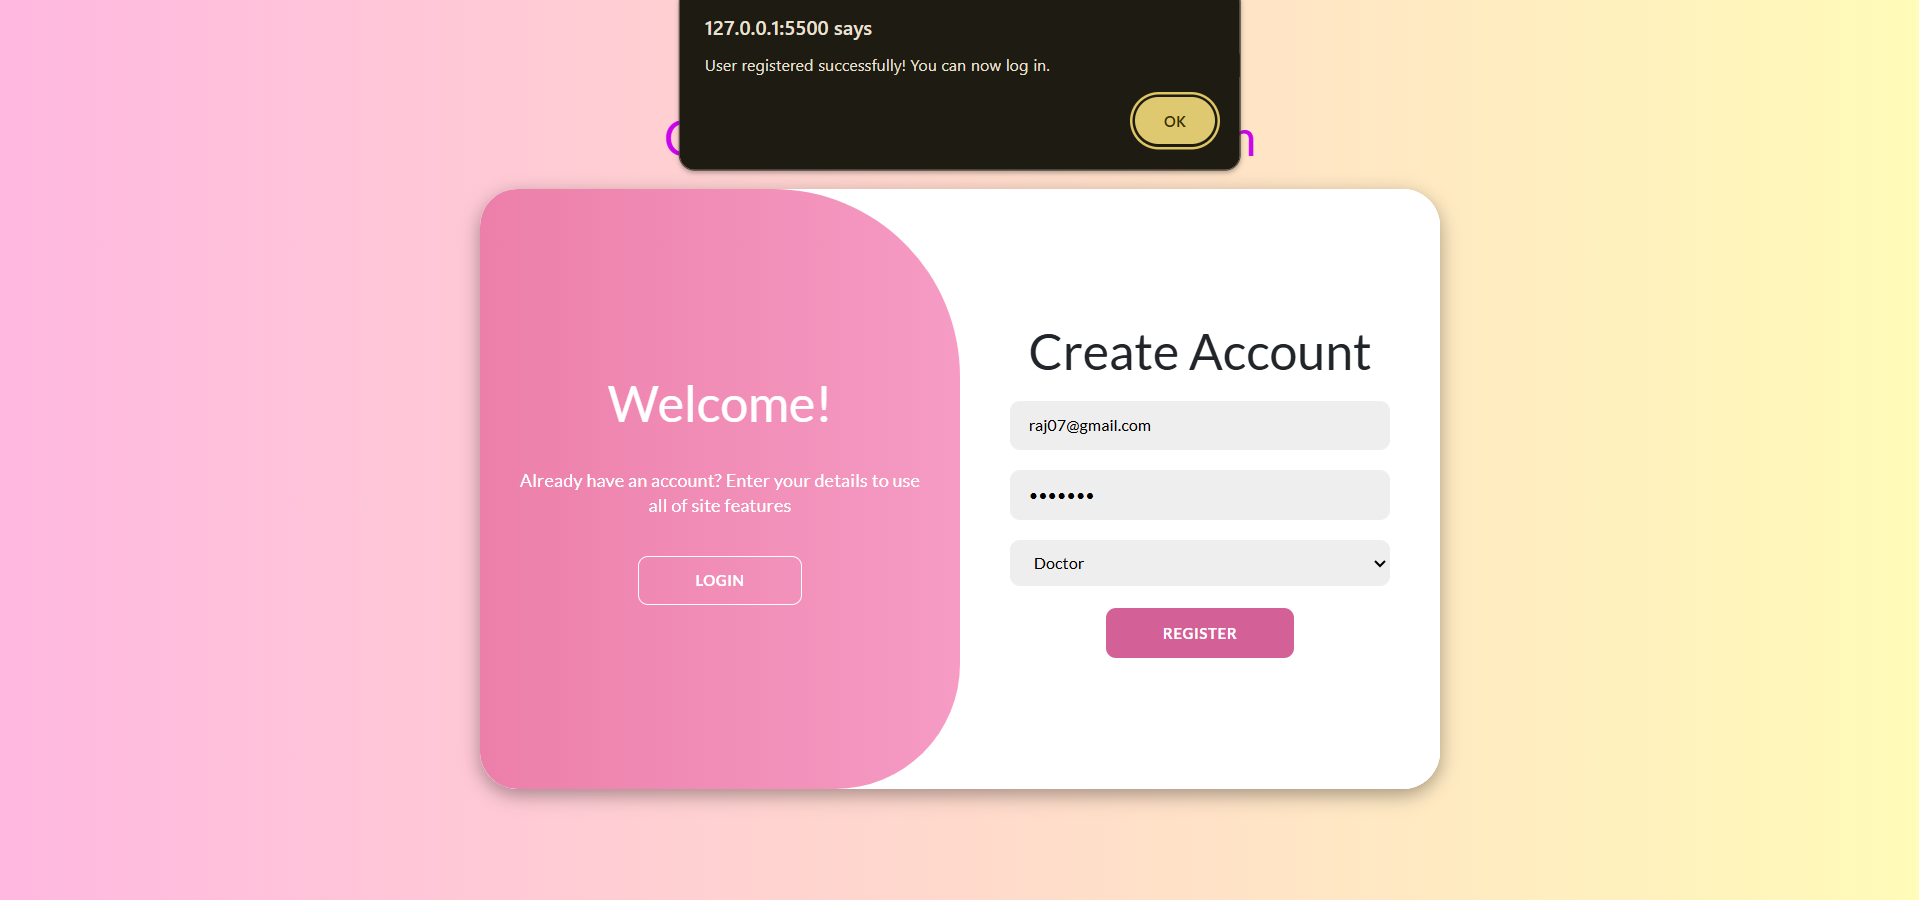 127.0.0.1:5500 says
User registered successfully! You can now log in.
OK
Welcome!
Already have an account? Enter your details to use
all of site features
LOGIN
Create Account
raj07@gmail.com
•••••••
Doctor
REGISTER